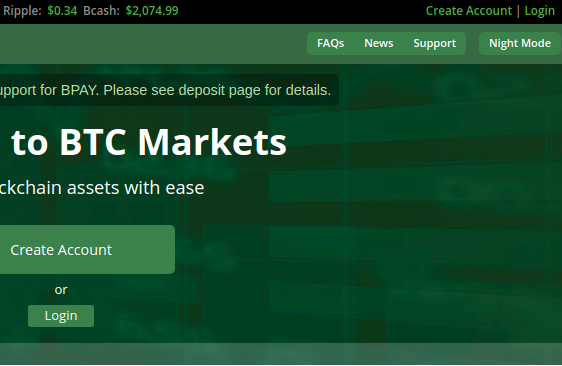 Ripple: $0.34 Bcash: $2,074.99 Create Account | Login
FAQs News Support Night Mode
upport for BPAY. Please see deposit page for details.
to BTC Markets
ckchain assets with ease
Create Account
or
Login